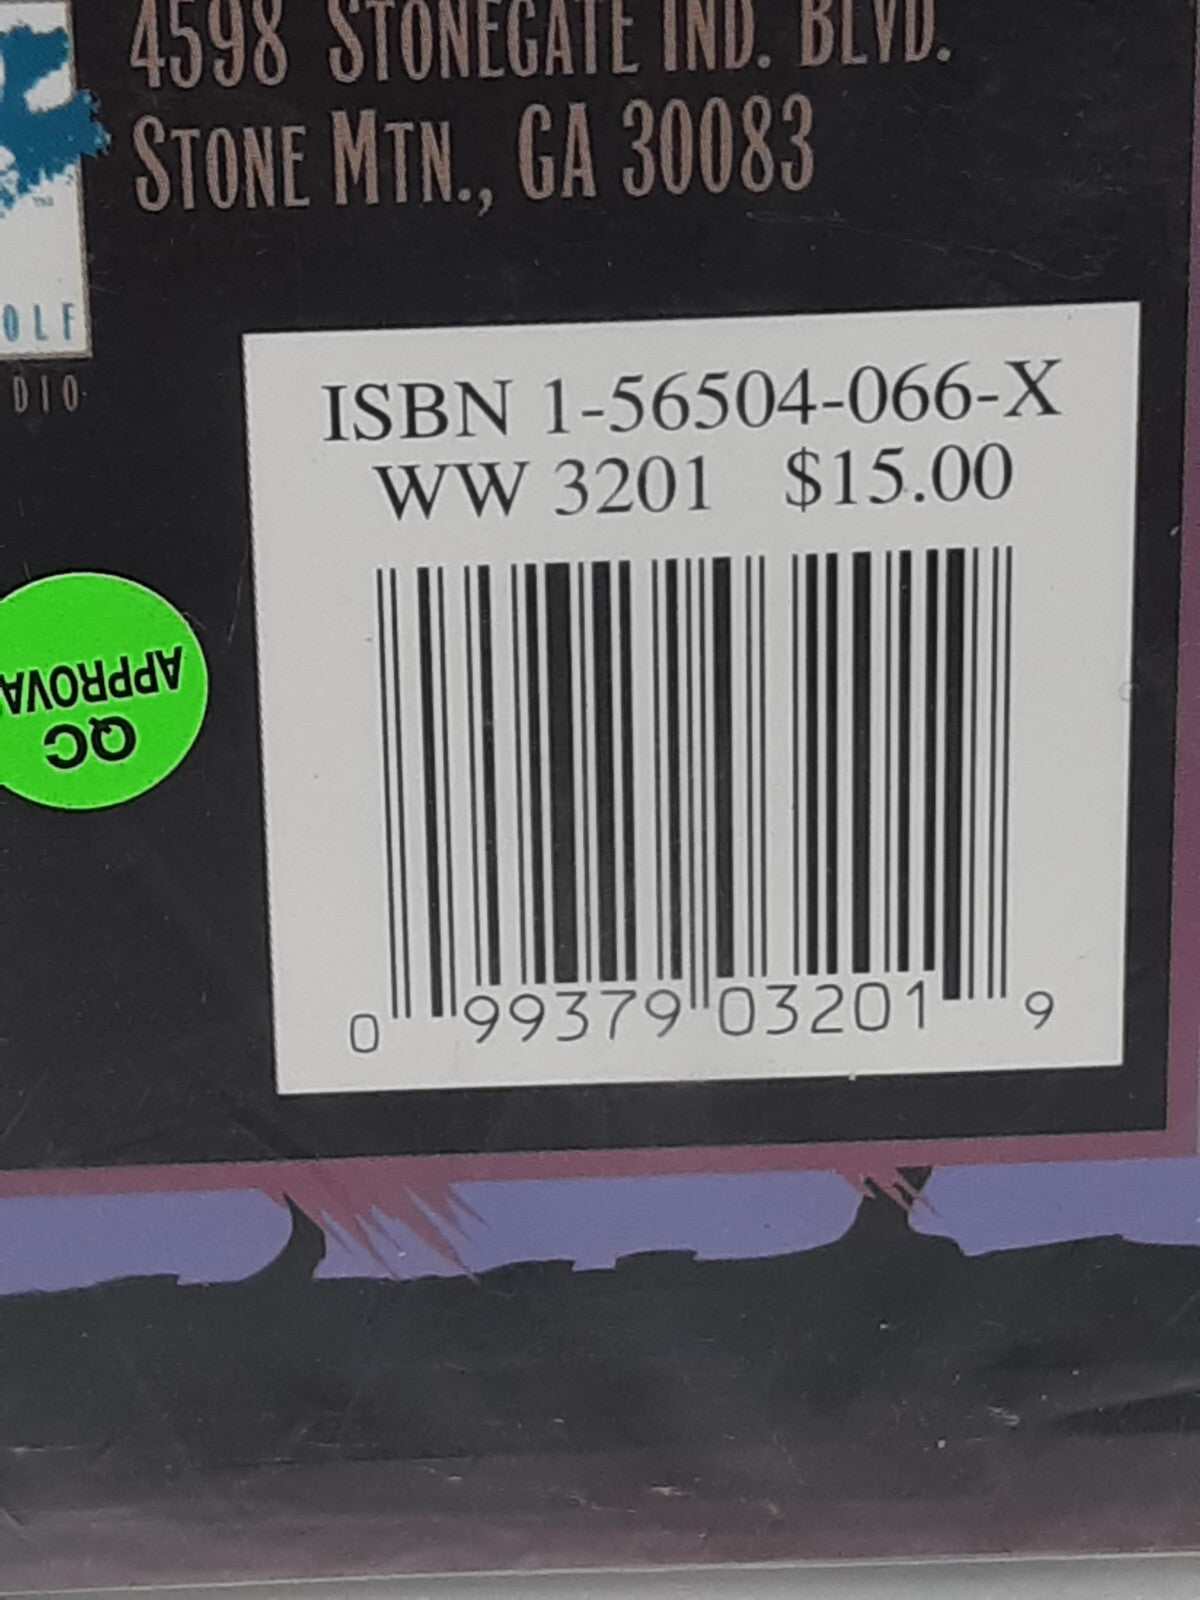 4598 STONEGATE IND. BLVD.
STONE MTN., GA 30083
TM
OLF
DIO
ISBN 1-56504-066-X
WW 3201 $15.00
QC
APPROVA
0 99379 03201 9